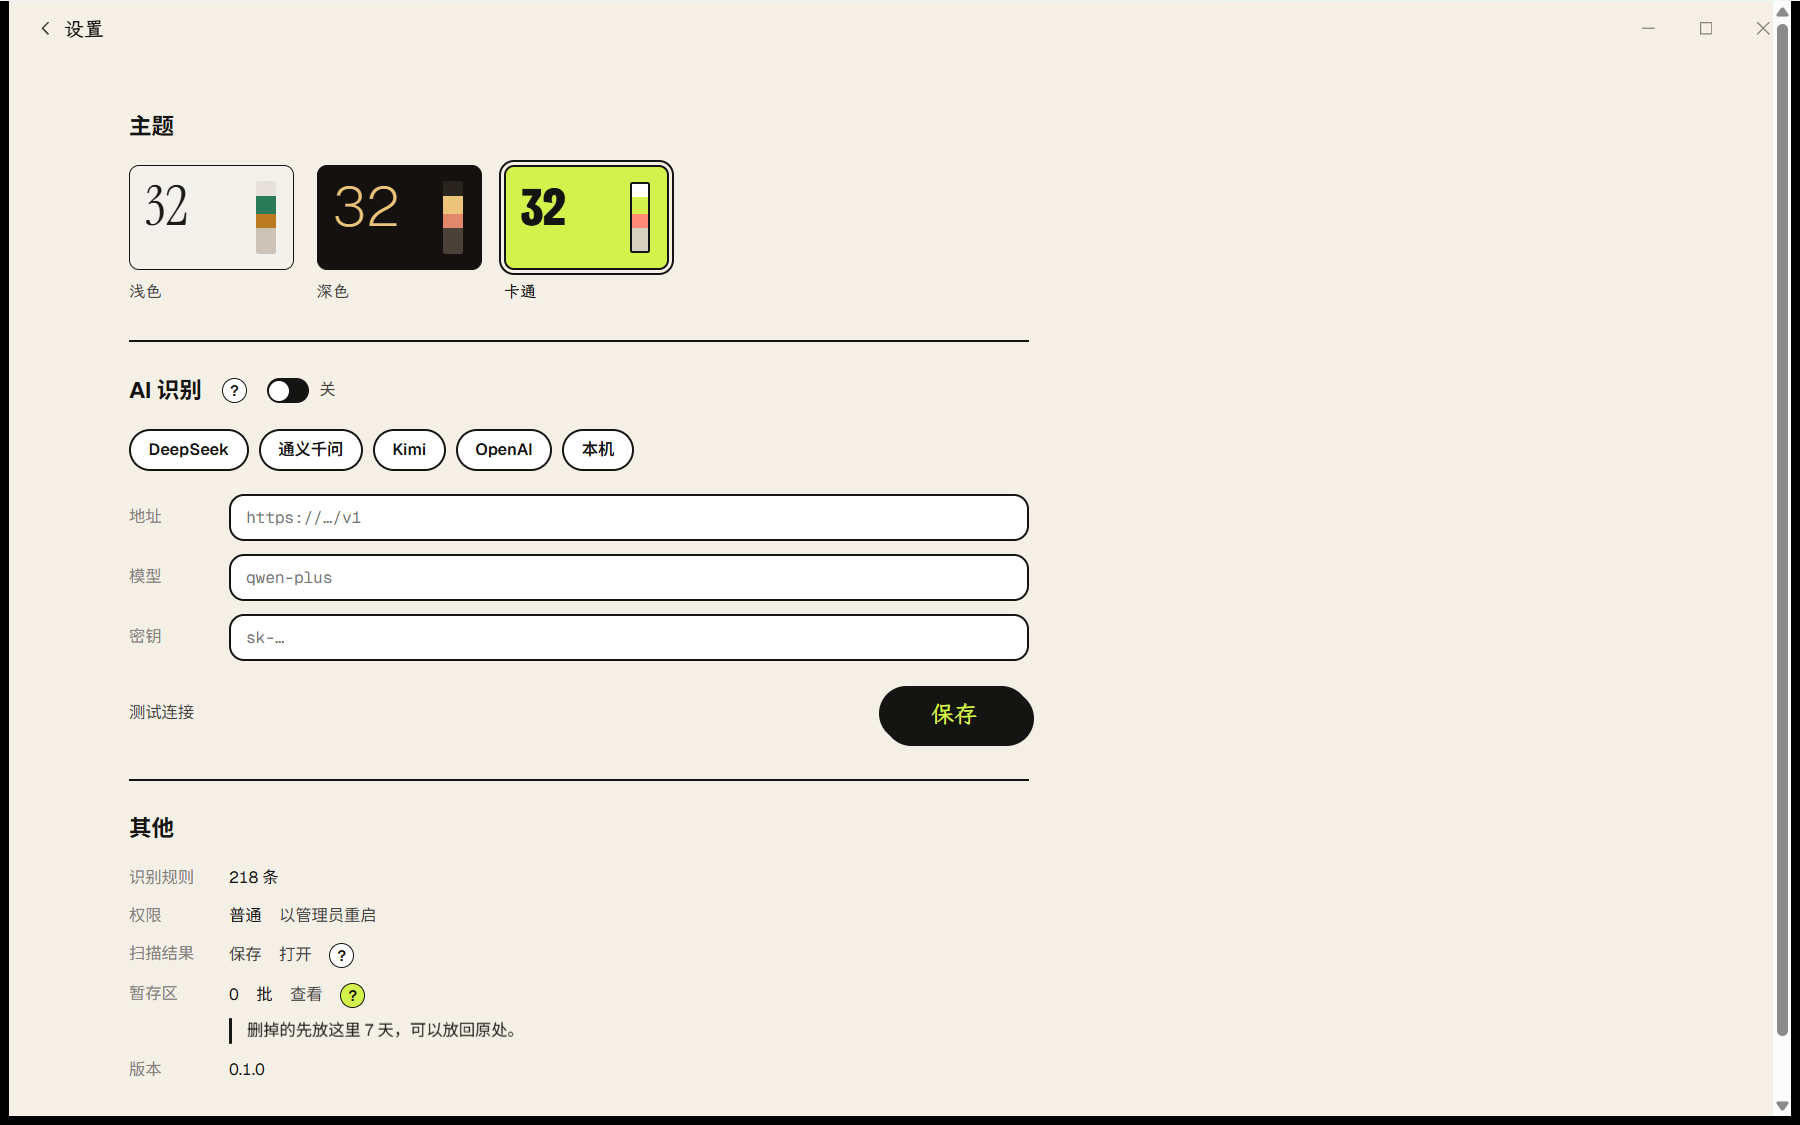 设置
主题
32 32 32
浅色 深色 卡通
AI 识别 ? 关
DeepSeek 通义千问 Kimi OpenAI 本机
地址 https://…/v1
模型 qwen-plus
密钥 sk-…
测试连接 保存
其他
识别规则 218 条
权限 普通 以管理员重启
扫描结果 保存 打开 ?
暂存区 0 批 查看 ?
删掉的先放这里 7 天，可以放回原处。
版本 0.1.0